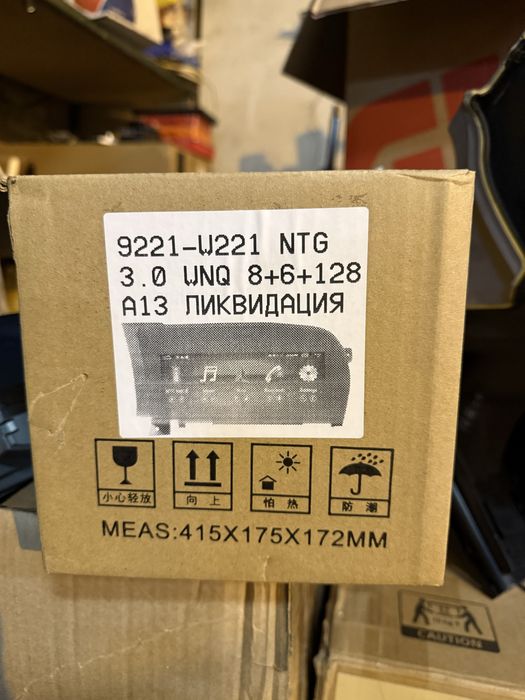 9221-W221 NTG
3.0 WNQ 8+6+128
A13 ЛИКВИДАЦИЯ
Settings
小心轻放
向上
怕热
防潮
MEAS:415X175X172MM
CAUTION